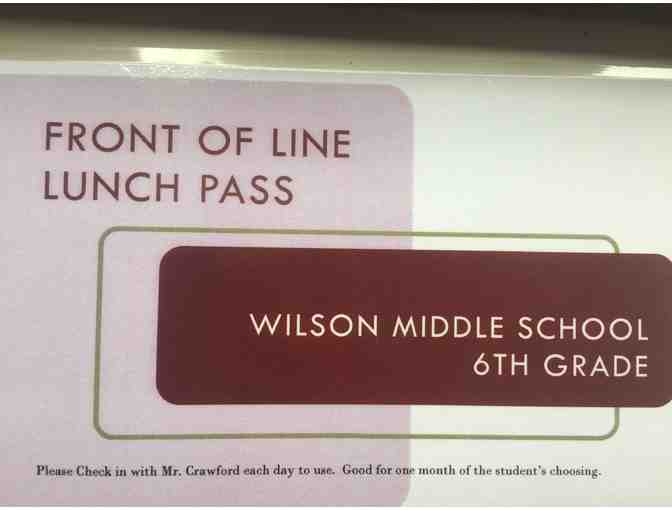 FRONT OF LINE
LUNCH PASS
WILSON MIDDLE SCHOOL
6TH GRADE
Please Check in with Mr. Crawford each day to use.  Good for one month of the student's choosing.